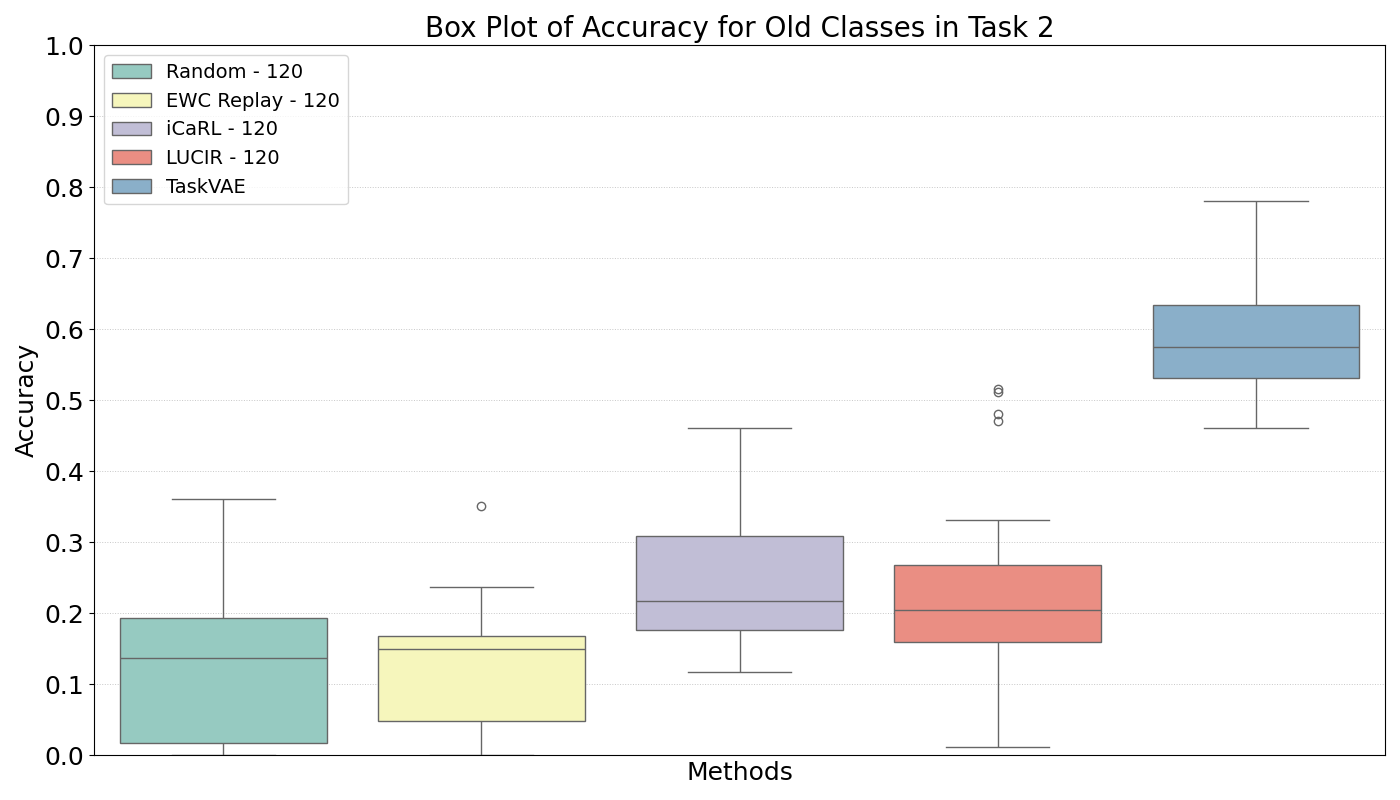 Box Plot of Accuracy for Old Classes in Task 2
1.0
0.9
0.8
0.7
0.6
0.5
0.4
0.3
0.2
0.1
0.0
Accuracy
Random - 120
EWC Replay - 120
iCaRL - 120
LUCIR - 120
TaskVAE
Methods